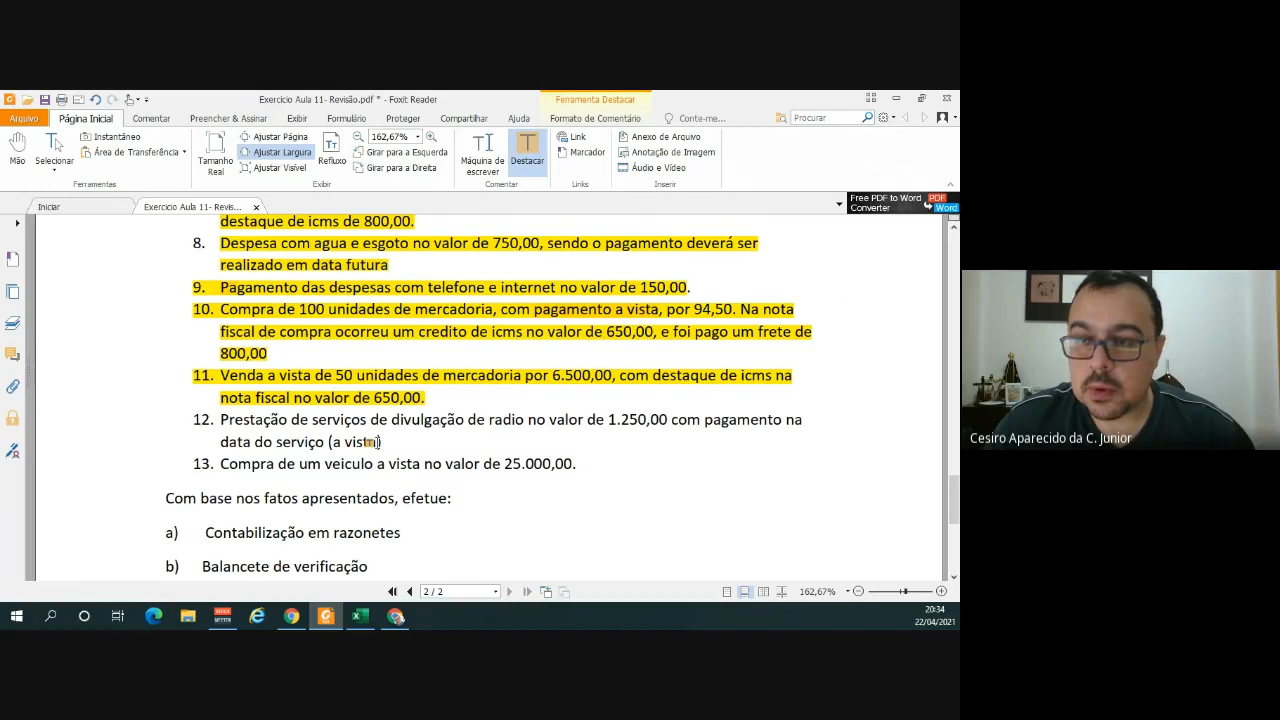 Exercicio Aula 11- Revisão.pdf * - Foxit Reader
Ferramenta Destacar
Arquivo Página Inicial Comentar Preencher & Assinar Exibir Formulário Proteger Compartilhar Ajuda Formato de Comentário Conte-me... Procurar
Mão
Selecionar
Instantâneo
Área de Transferência
Ferramentas
Tamanho Real
Ajustar Página
Ajustar Largura
Ajustar Visível
Refluxo
162,67%
Girar para a Esquerda
Girar para a Direita
Exibir
Máquina de escrever
Destacar
Comentar
Link
Marcador
Links
Anexo de Arquivo
Anotação de Imagem
Áudio e Vídeo
Inserir
Iniciar
Exercicio Aula 11- Revis...
Free PDF to Word
Converter
PDF
Word
destaque de icms de 800,00.
8. Despesa com agua e esgoto no valor de 750,00, sendo o pagamento deverá ser
realizado em data futura
9. Pagamento das despesas com telefone e internet no valor de 150,00.
10. Compra de 100 unidades de mercadoria, com pagamento a vista, por 94,50. Na nota
fiscal de compra ocorreu um credito de icms no valor de 650,00, e foi pago um frete de
800,00
11. Venda a vista de 50 unidades de mercadoria por 6.500,00, com destaque de icms na
nota fiscal no valor de 650,00.
12. Prestação de serviços de divulgação de radio no valor de 1.250,00 com pagamento na
data do serviço (a vista)
13. Compra de um veiculo a vista no valor de 25.000,00.
Com base nos fatos apresentados, efetue:
a) Contabilização em razonetes
b) Balancete de verificação
2 / 2
162,67%
20:34
22/04/2021
Cesiro Aparecido da C. Junior